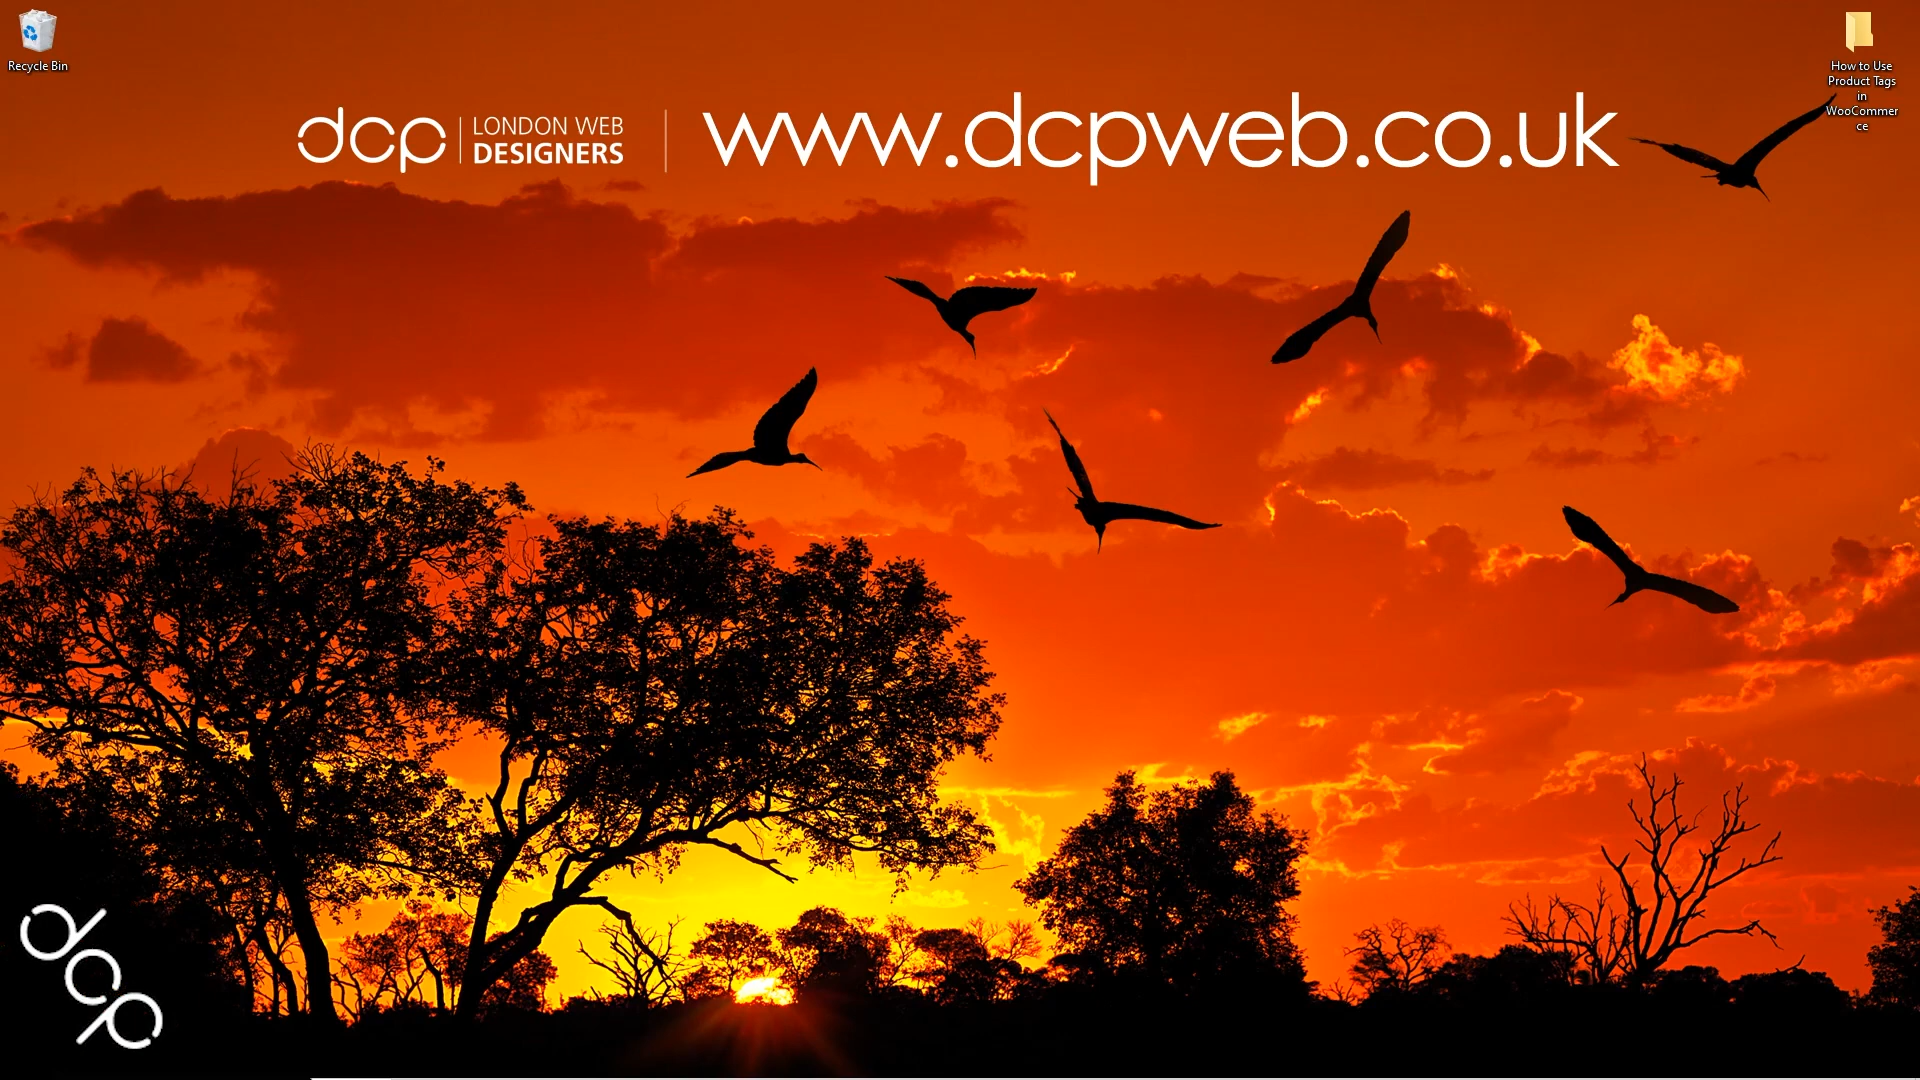 Recycle Bin
How to Use
Product Tags
in
WooCommer
ce
dcp
LONDON WEB
DESIGNERS
www.dcpweb.co.uk
dcp